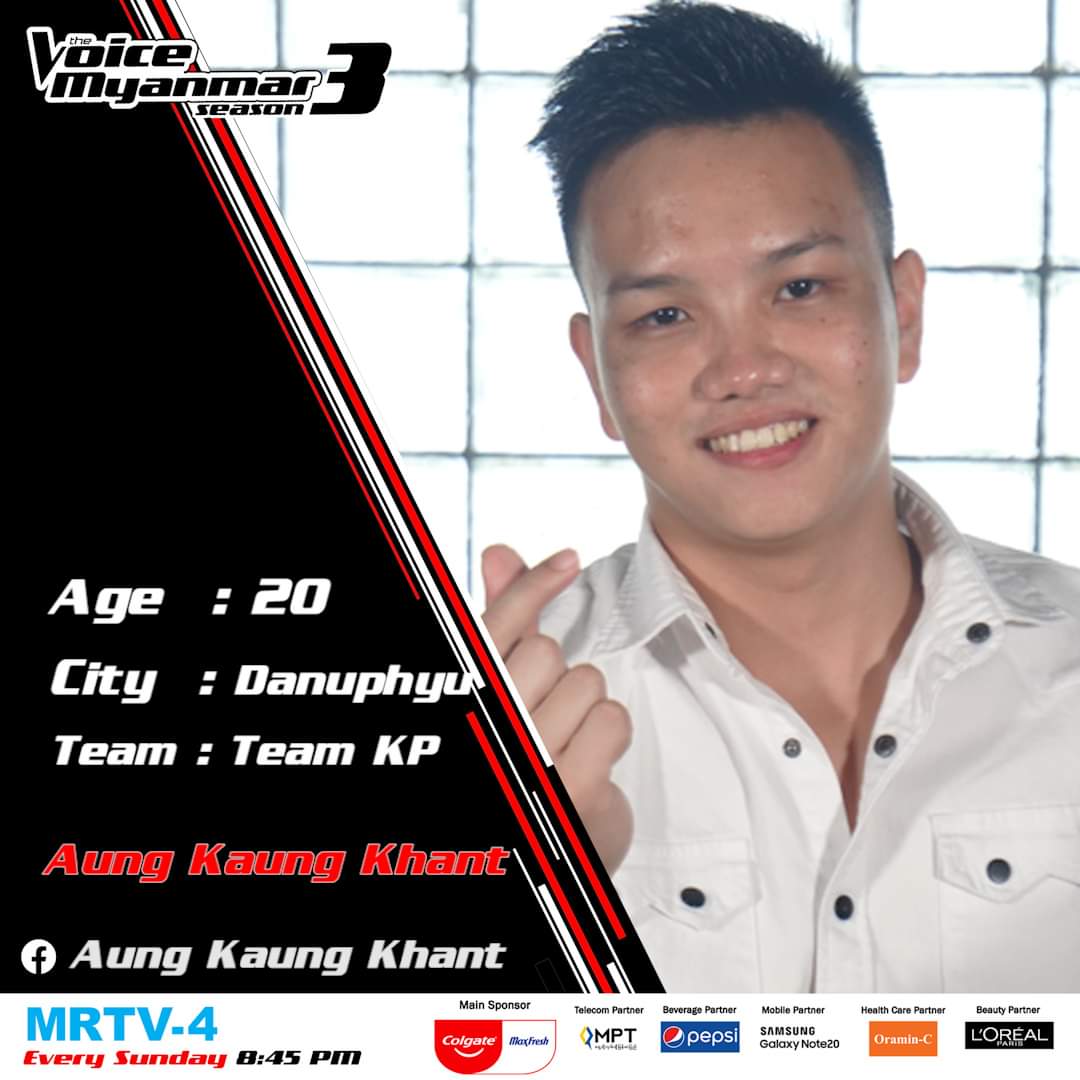 the
Voice
Myanmar
season 3
Age : 20
City : Danuphyu
Team : Team KP
Aung Kaung Khant
Aung Kaung Khant
MRTV-4
Every Sunday 8:45 PM
Main Sponsor
Colgate MaxFresh
Telecom Partner
MPT
Beverage Partner
pepsi
Mobile Partner
SAMSUNG
Galaxy Note20
Health Care Partner
Oramin-C
Beauty Partner
L'ORÉAL
PARIS